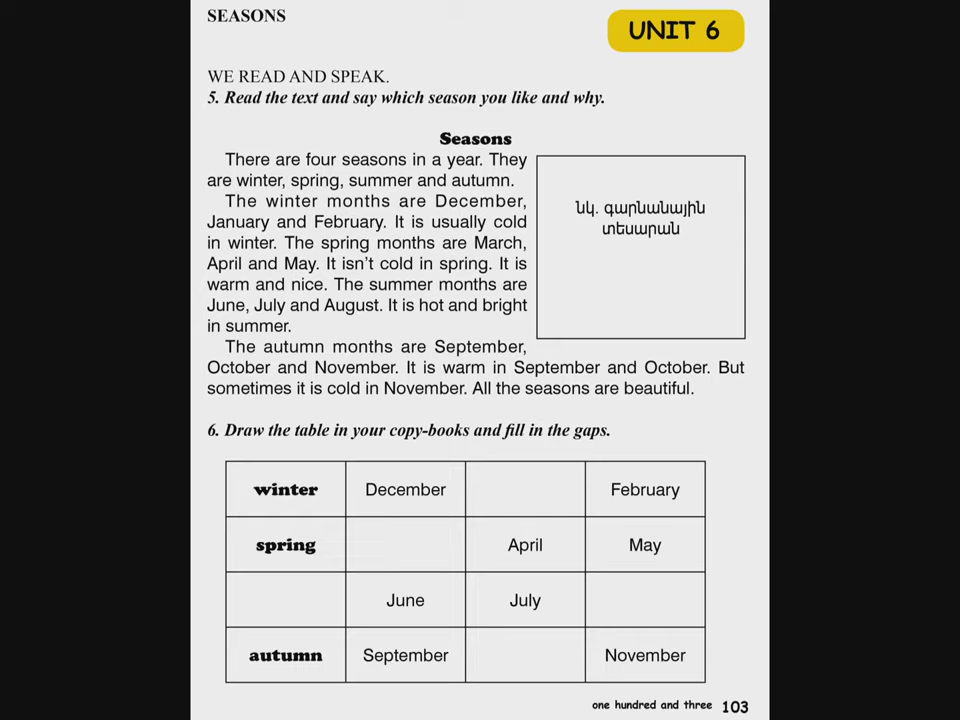 SEASONS
UNIT 6
WE READ AND SPEAK.
5. Read the text and say which season you like and why.
Seasons
There are four seasons in a year. They
are winter, spring, summer and autumn.
The winter months are December,
January and February. It is usually cold
in winter. The spring months are March,
April and May. It isn't cold in spring. It is
warm and nice. The summer months are
June, July and August. It is hot and bright
in summer.
նկ. գարնանային
տեսարան
The autumn months are September,
October and November. It is warm in September and October. But
sometimes it is cold in November. All the seasons are beautiful.
6. Draw the table in your copy-books and fill in the gaps.
winter December February
spring April May
June July
autumn September November
one hundred and three 103